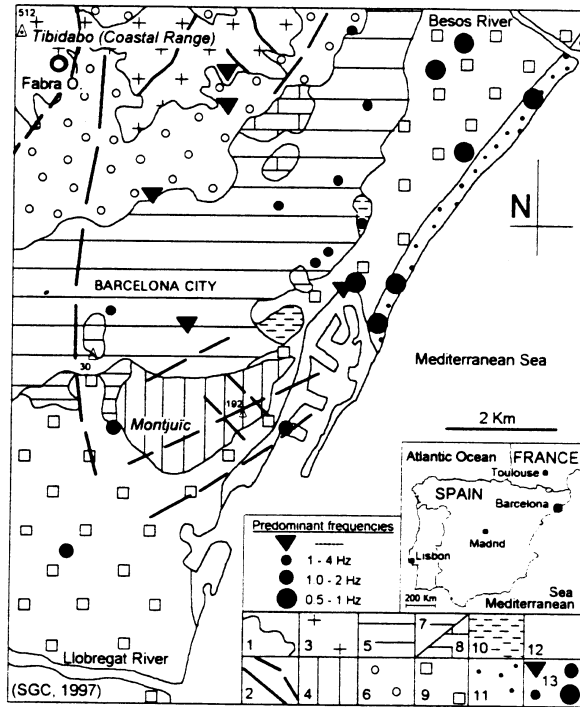 512
Tibidabo (Coastal Range)
Fabra
Besos River
N
BARCELONA CITY
30
192
Montjuïc
Mediterranean Sea
2 Km
Atlantic Ocean
FRANCE
Toulouse
SPAIN
Barcelona
Madrid
Lisbon
200 Km
Sea
Mediterranean
Predominant frequencies
1 - 4 Hz
1.0 - 2 Hz
0.5 - 1 Hz
Llobregat River
(SGC, 1997)
1 3 5 7 8 10 12
2 4 6 9 11 13